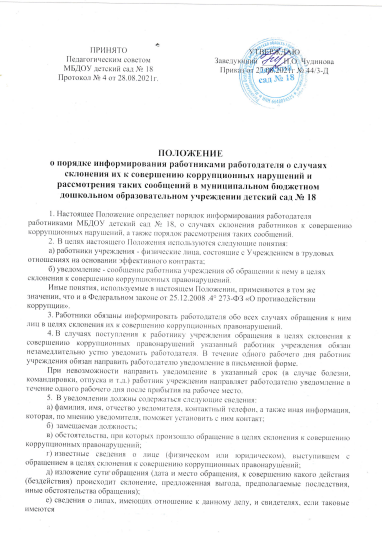 ПРИНЯТО
Педагогическим советом
МБДОУ детский сад № 18
Протокол № 4 от 28.08.2021г.
УТВЕРЖДАЮ
Заведующий Н.О. Чудинова
Приказ от 27.08.2021г № 44/3-Д
сад № 18
ПОЛОЖЕНИЕ
о порядке информирования работниками работодателя о случаях
склонения их к совершению коррупционных нарушений и
рассмотрения таких сообщений в муниципальном бюджетном
дошкольном образовательном учреждении детский сад № 18
1. Настоящее Положение определяет порядок информирования работодателя
работниками МБДОУ детский сад № 18, о случаях склонения работников к совершению
коррупционных нарушений, а также порядок рассмотрения таких сообщений.
2. В целях настоящего Положения используются следующие понятия:
а) работники учреждения - физические лица, состоящие с Учреждением в трудовых
отношениях на основании эффективного контракта;
б) уведомление - сообщение работника учреждения об обращении к нему в целях
склонения к совершению коррупционных правонарушений.
Иные понятия, используемые в настоящем Положении, применяются в том же
значении, что и в Федеральном законе от 25.12.2008 .4° 273-ФЗ «О противодействии
коррупции».
3. Работники обязаны информировать работодателя обо всех случаях обращения к ним
лиц в целях склонения их к совершению коррупционных правонарушений.
4. В случаях поступления к работнику учреждения обращения в целях склонения к
совершению коррупционных правонарушений указанный работник учреждения обязан
незамедлительно устно уведомить работодателя. В течение одного рабочего дня работник
учреждения обязан направить работодателю уведомление в письменной форме.
При невозможности направить уведомление в указанный срок (в случае болезни,
командировки, отпуска и т.д.) работник учреждения направляет работодателю уведомление в
течение одного рабочего дня после прибытия на рабочее место.
5. В уведомлении должны содержаться следующие сведения:
а) фамилия, имя, отчество уведомителя, контактный телефон, а также иная информация,
которая, по мнению уведомителя, поможет установить с ним контакт;
б) замещаемая должность;
в) обстоятельства, при которых произошло обращение в целях склонения к совершению
коррупционных правонарушений;
г) известные сведения о лице (физическом или юридическом), выступившем с
обращением в целях склонения к совершению коррупционных правонарушений;
д) изложение сути обращения (дата и место обращения, к совершению какого действия
(бездействия) происходит склонение, предложенная выгода, предполагаемые последствия,
иные обстоятельства обращения);
е) сведения о лицах, имеющих отношение к данному делу, и свидетелях, если таковые
имеются